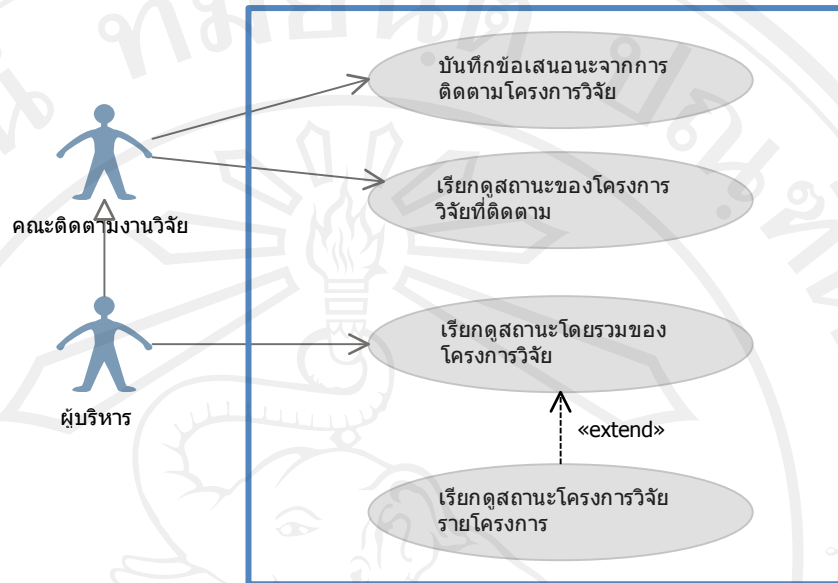 บันทึกข้อเสนอนะจากการ
ติดตามโครงการวิจัย
เรียกดูสถานะของโครงการ
วิจัยที่ติดตาม
คณะติดตามงานวิจัย
เรียกดูสถานะโดยรวมของ
โครงการวิจัย
ผู้บริหาร
«extend»
เรียกดูสถานะโครงการวิจัย
รายโครงการ